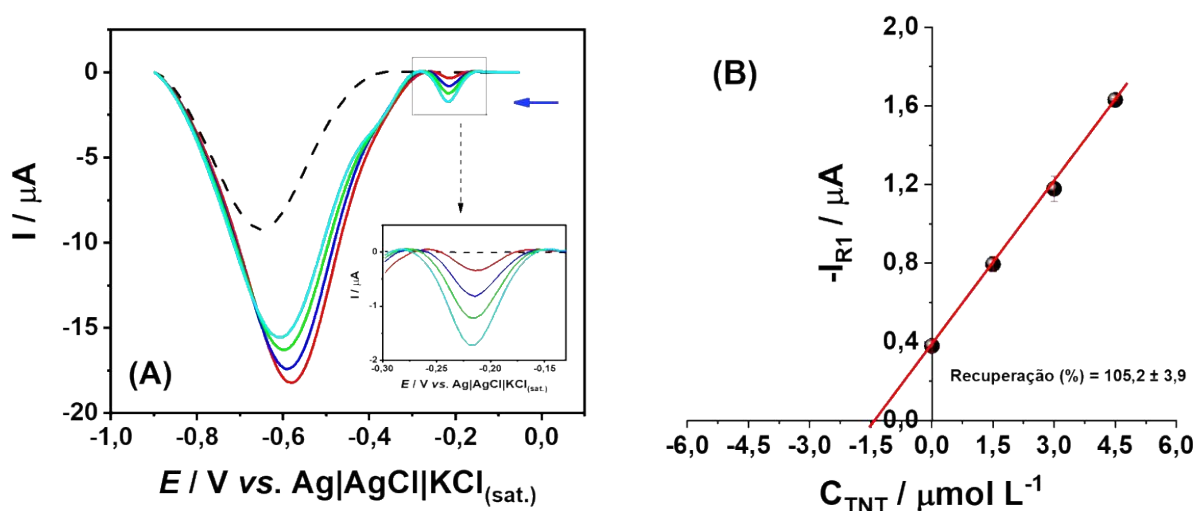 (A)
I / μA
0
-5
-10
-15
-20
-1,0 -0,8 -0,6 -0,4 -0,2 0,0
E / V vs. Ag|AgCl|KCl(sat.)
I / μA
0
-1
-2
-0,30 -0,25 -0,20 -0,15
E / V vs. Ag|AgCl|KCl(sat.)
(B)
-I_R1 / μA
2,0
1,6
1,2
0,8
0,4
0,0
Recuperação (%) = 105,2 ± 3,9
-6,0 -4,5 -3,0 -1,5 0,0 1,5 3,0 4,5 6,0
C_TNT / μmol L⁻¹